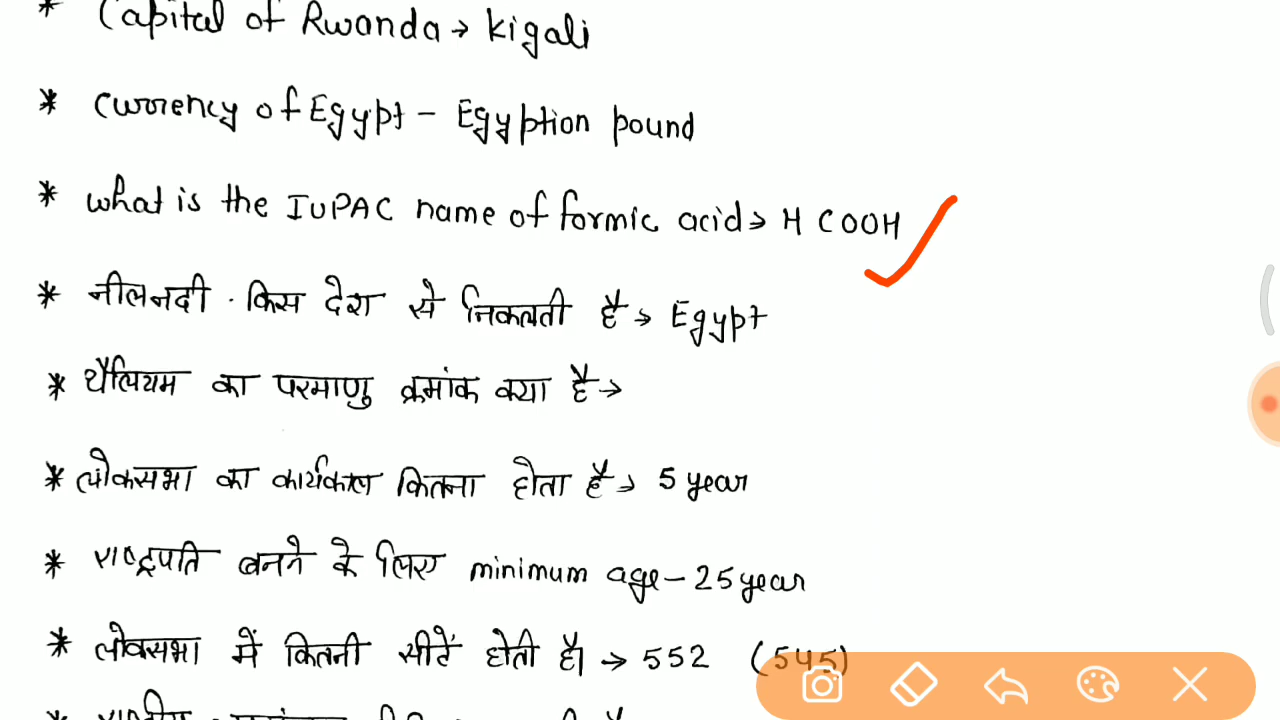 * Capital of Rwanda → kigali
* currency of Egypt - Egyption pound
* what is the IUPAC name of formic acid → H COOH
* नीलनदी . किस देश से निकलती है → Egypt
* थैलियम का परमाणु क्रमांक क्या है →
* लोकसभा का कार्यकाल कितना होता है → 5 year
* राष्ट्रपति बनने के लिए minimum age - 25 year
* लोकसभा में कितनी सीटें होती है। → 552 (545)